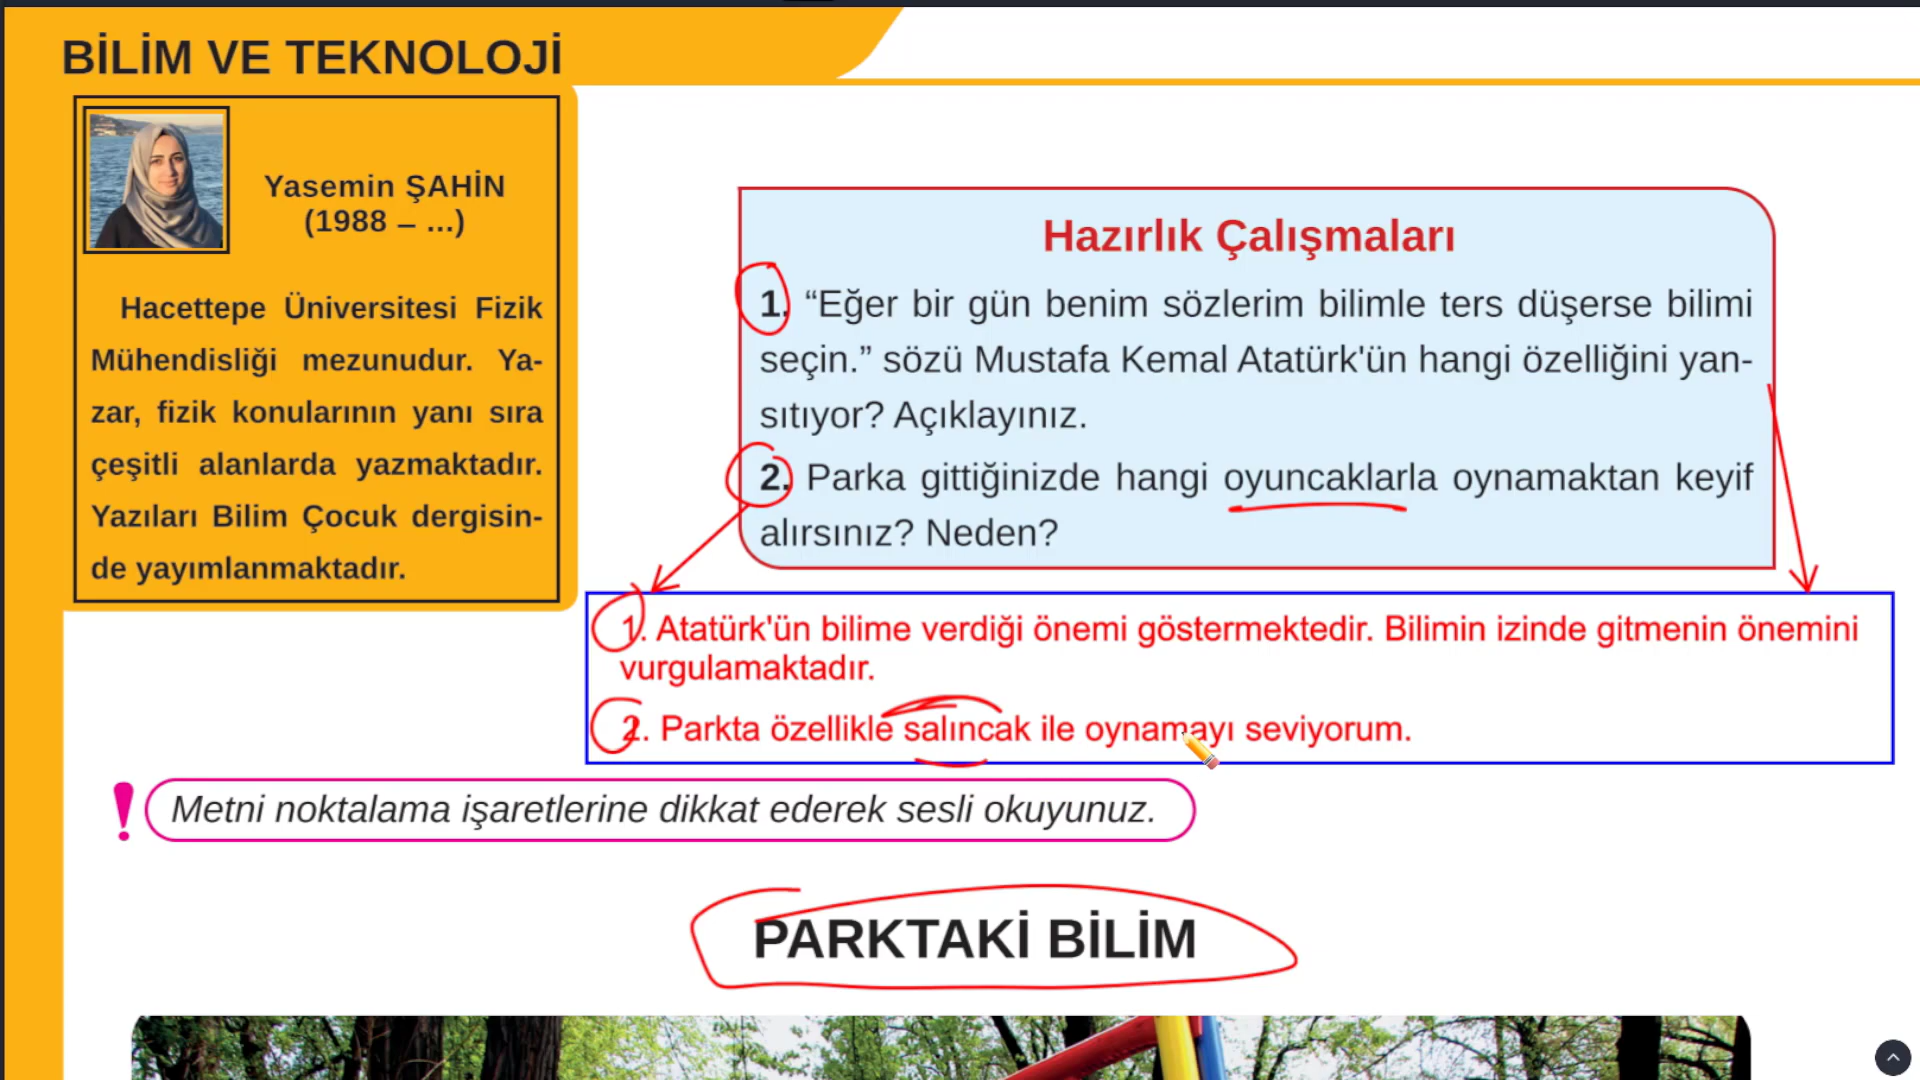 BİLİM VE TEKNOLOJİ
Yasemin ŞAHİN
(1988 – ...)
Hacettepe Üniversitesi Fizik
Mühendisliği mezunudur. Ya-
zar, fizik konularının yanı sıra
çeşitli alanlarda yazmaktadır.
Yazıları Bilim Çocuk dergisin-
de yayımlanmaktadır.
Hazırlık Çalışmaları
1. “Eğer bir gün benim sözlerim bilimle ters düşerse bilimi
seçin.” sözü Mustafa Kemal Atatürk'ün hangi özelliğini yan-
sıtıyor? Açıklayınız.
2. Parka gittiğinizde hangi oyuncaklarla oynamaktan keyif
alırsınız? Neden?
1. Atatürk'ün bilime verdiği önemi göstermektedir. Bilimin izinde gitmenin önemini
vurgulamaktadır.
2. Parkta özellikle salıncak ile oynamayı seviyorum.
! Metni noktalama işaretlerine dikkat ederek sesli okuyunuz.
PARKTAKİ BİLİM